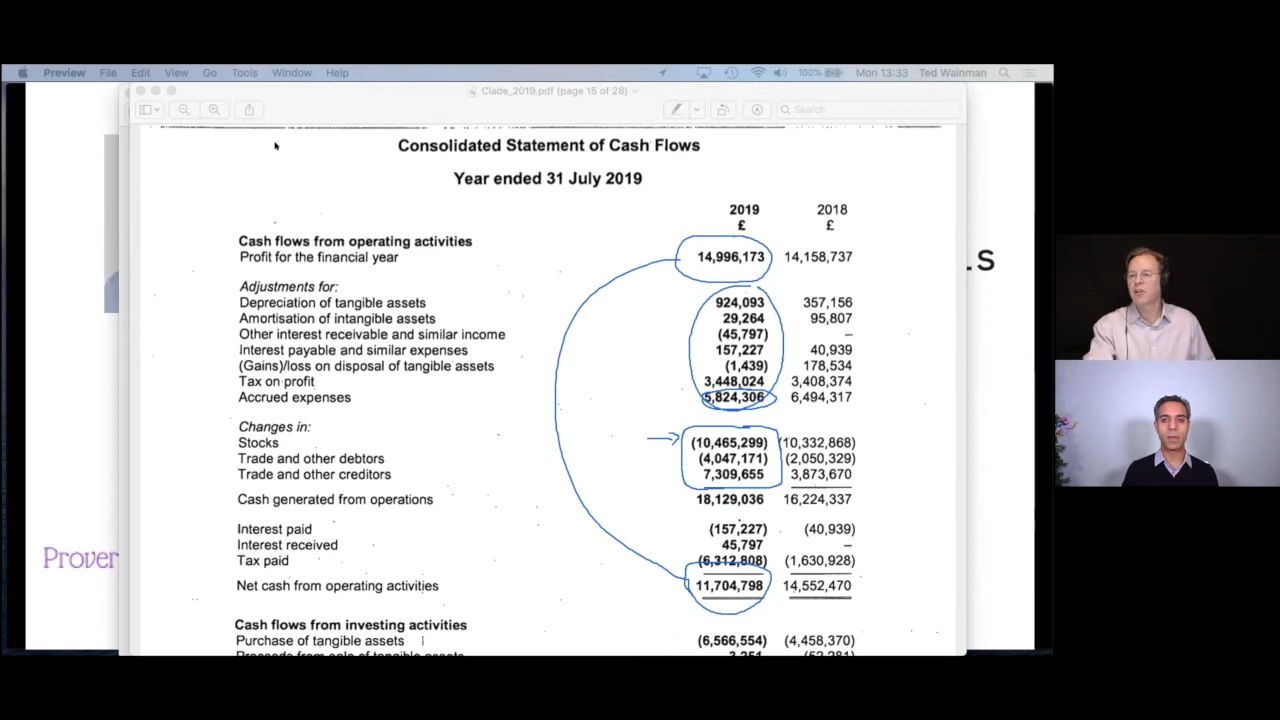 Preview File Edit View Go Tools Window Help 100% Mon 13:33 Ted Wainman
Clade_2019.pdf (page 15 of 28)
Search
Consolidated Statement of Cash Flows
Year ended 31 July 2019
2019 2018
£ £
Cash flows from operating activities
Profit for the financial year 14,996,173 14,158,737
Adjustments for:
Depreciation of tangible assets 924,093 357,156
Amortisation of intangible assets 29,264 95,807
Other interest receivable and similar income (45,797) –
Interest payable and similar expenses 157,227 40,939
(Gains)/loss on disposal of tangible assets (1,439) 178,534
Tax on profit 3,448,024 3,408,374
Accrued expenses 5,824,306 6,494,317
Changes in:
Stocks (10,465,299) (10,332,868)
Trade and other debtors (4,047,171) (2,050,329)
Trade and other creditors 7,309,655 3,873,670
Cash generated from operations 18,129,036 16,224,337
Interest paid (157,227) (40,939)
Interest received 45,797 –
Tax paid (6,312,808) (1,630,928)
Net cash from operating activities 11,704,798 14,552,470
Cash flows from investing activities
Purchase of tangible assets (6,566,554) (4,458,370)
Prover
LS